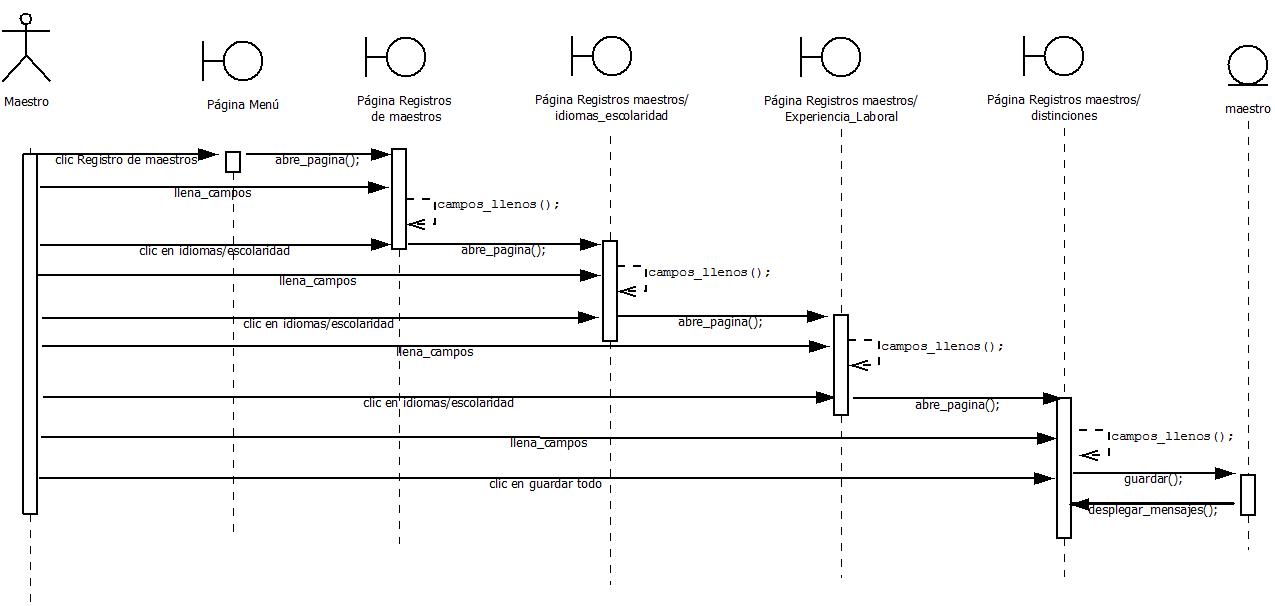 Maestro
Página Menú
Página Registros
de maestros
Página Registros maestros/
idiomas_escolaridad
Página Registros maestros/
Experiencia_Laboral
Página Registros maestros/
distinciones
maestro
clic Registro de maestros
abre_pagina();
llena_campos
campos_llenos();
clic en idiomas/escolaridad
abre_pagina();
llena_campos
campos_llenos();
clic en idiomas/escolaridad
abre_pagina();
llena_campos
campos_llenos();
clic en idiomas/escolaridad
abre_pagina();
llena_campos
campos_llenos();
clic en guardar todo
guardar();
desplegar_mensajes();